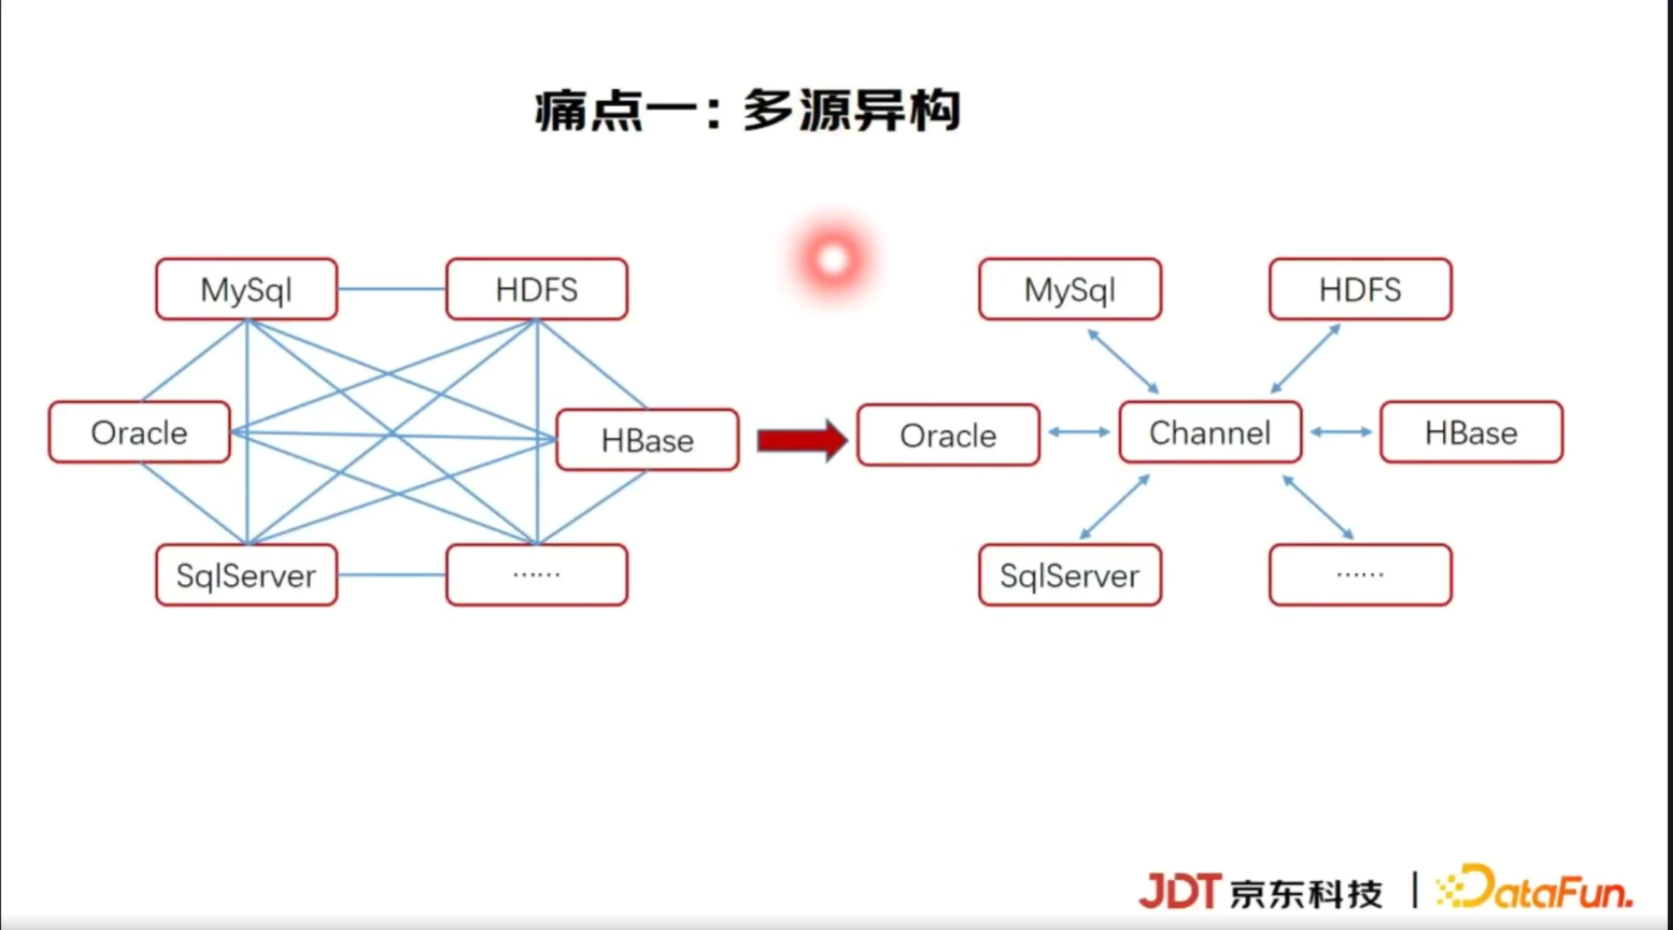 痛点一：多源异构
MySql
HDFS
Oracle
HBase
SqlServer
……
MySql
HDFS
Oracle
Channel
HBase
SqlServer
……
JDT 京东科技 | DataFun.